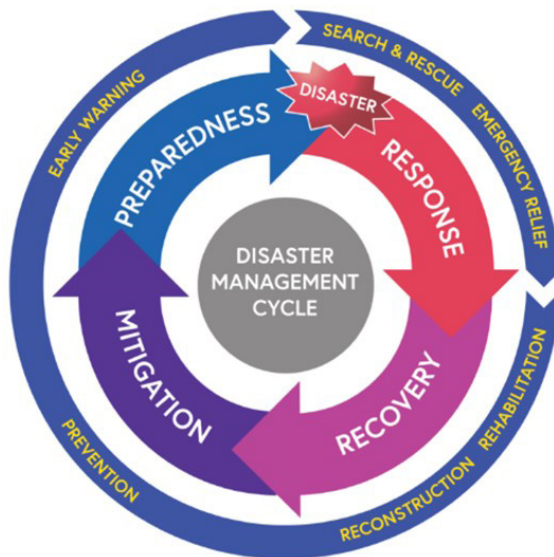 DISASTER
MANAGEMENT
CYCLE
DISASTER
RESPONSE
RECOVERY
MITIGATION
PREPAREDNESS
SEARCH & RESCUE
EMERGENCY RELIEF
REHABILITATION
RECONSTRUCTION
PREVENTION
EARLY WARNING